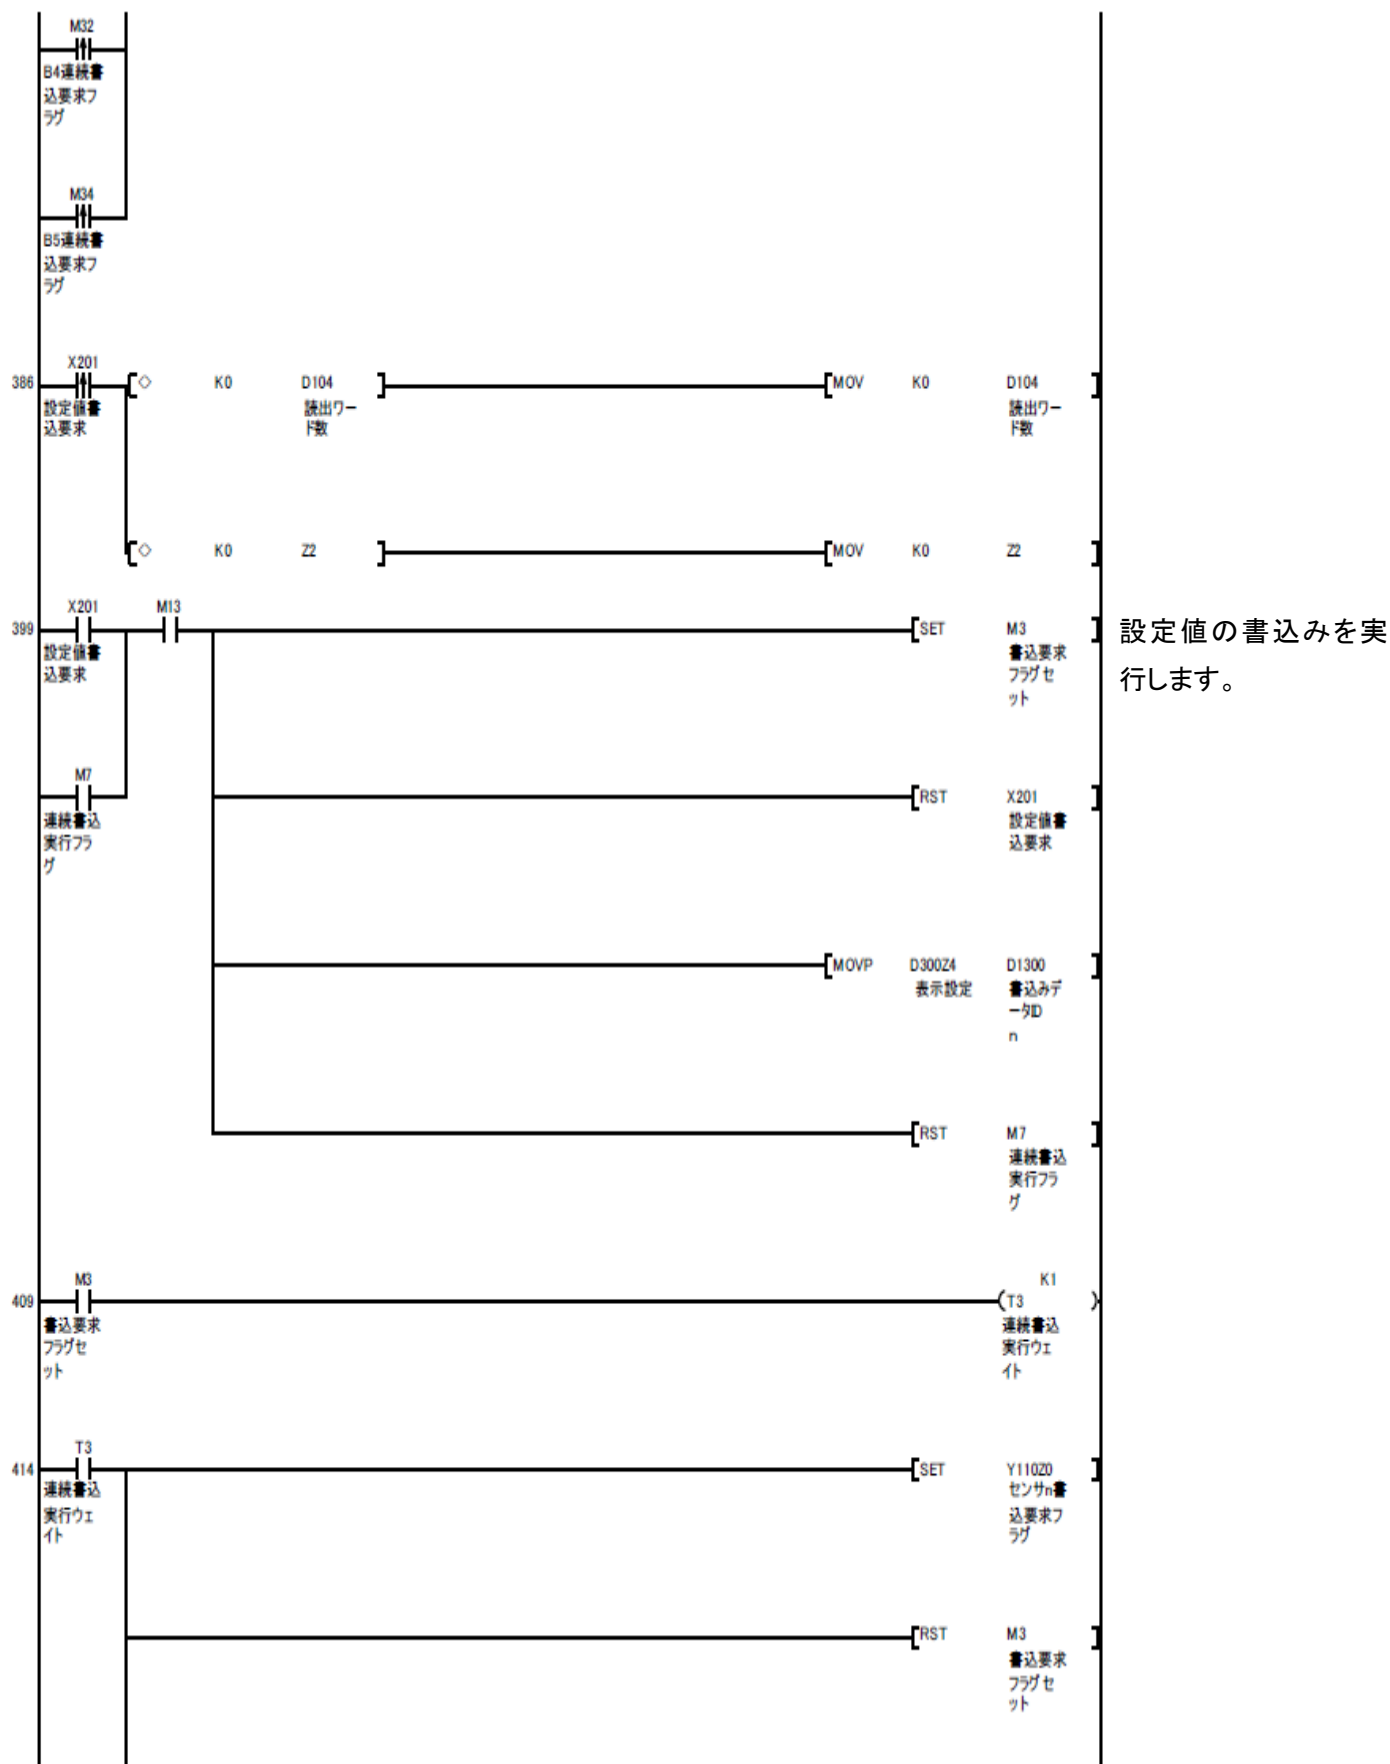 M32
B4連続書
込要求フ
ラグ
M34
B5連続書
込要求フ
ラグ
X201
386 <> K0 D104 MOV K0 D104
設定値書
込要求
読出ワー
ド数
読出ワー
ド数
<> K0 Z2 MOV K0 Z2
X201 M13
399 SET M3
設定値書
込要求
書込要求
フラグセ
ット
設定値の書込みを実
行します。
M7
連続書込
実行フラ
グ
RST X201
設定値書
込要求
MOVP D300Z4 D1300
表示設定
書込みデ
ータID
n
RST M7
連続書込
実行フラ
グ
M3 K1
409 T3
書込要求
フラグセ
ット
連続書込
実行ウェ
イト
T3
414 SET Y110Z0
連続書込
実行ウェ
イト
センサn書
込要求フ
ラグ
RST M3
書込要求
フラグセ
ット